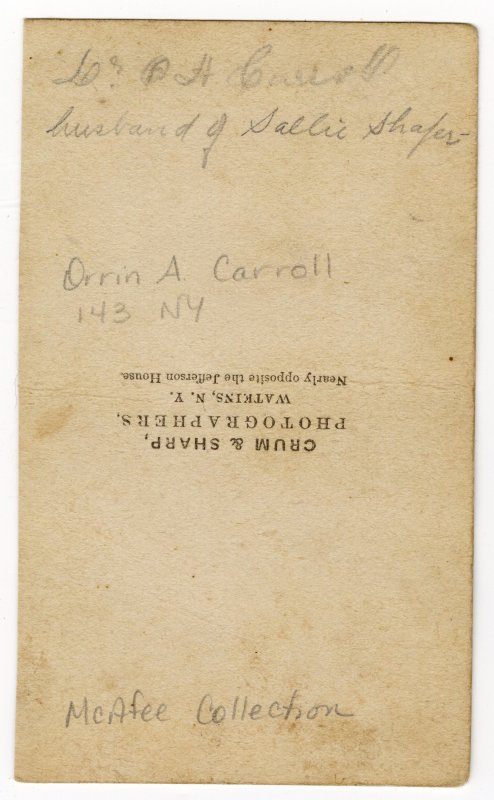 Dr O A Carroll
husband of Sallie Shafer
Orrin A. Carroll
143 NY
CRUM & SHARP,
PHOTOGRAPHERS,
WATKINS, N. Y.
Nearly opposite the Jefferson House.
McAfee Collection